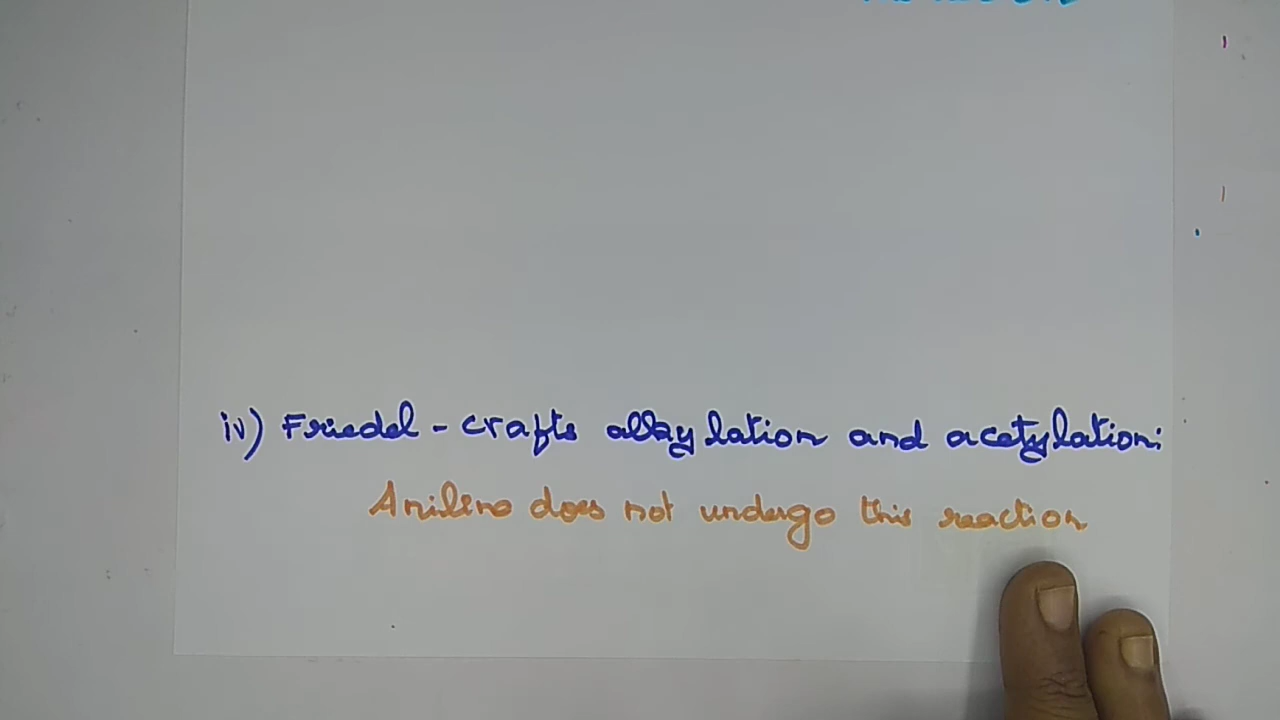 iv) Friedel - crafts alkylation and acetylation:
Aniline does not undergo this reaction